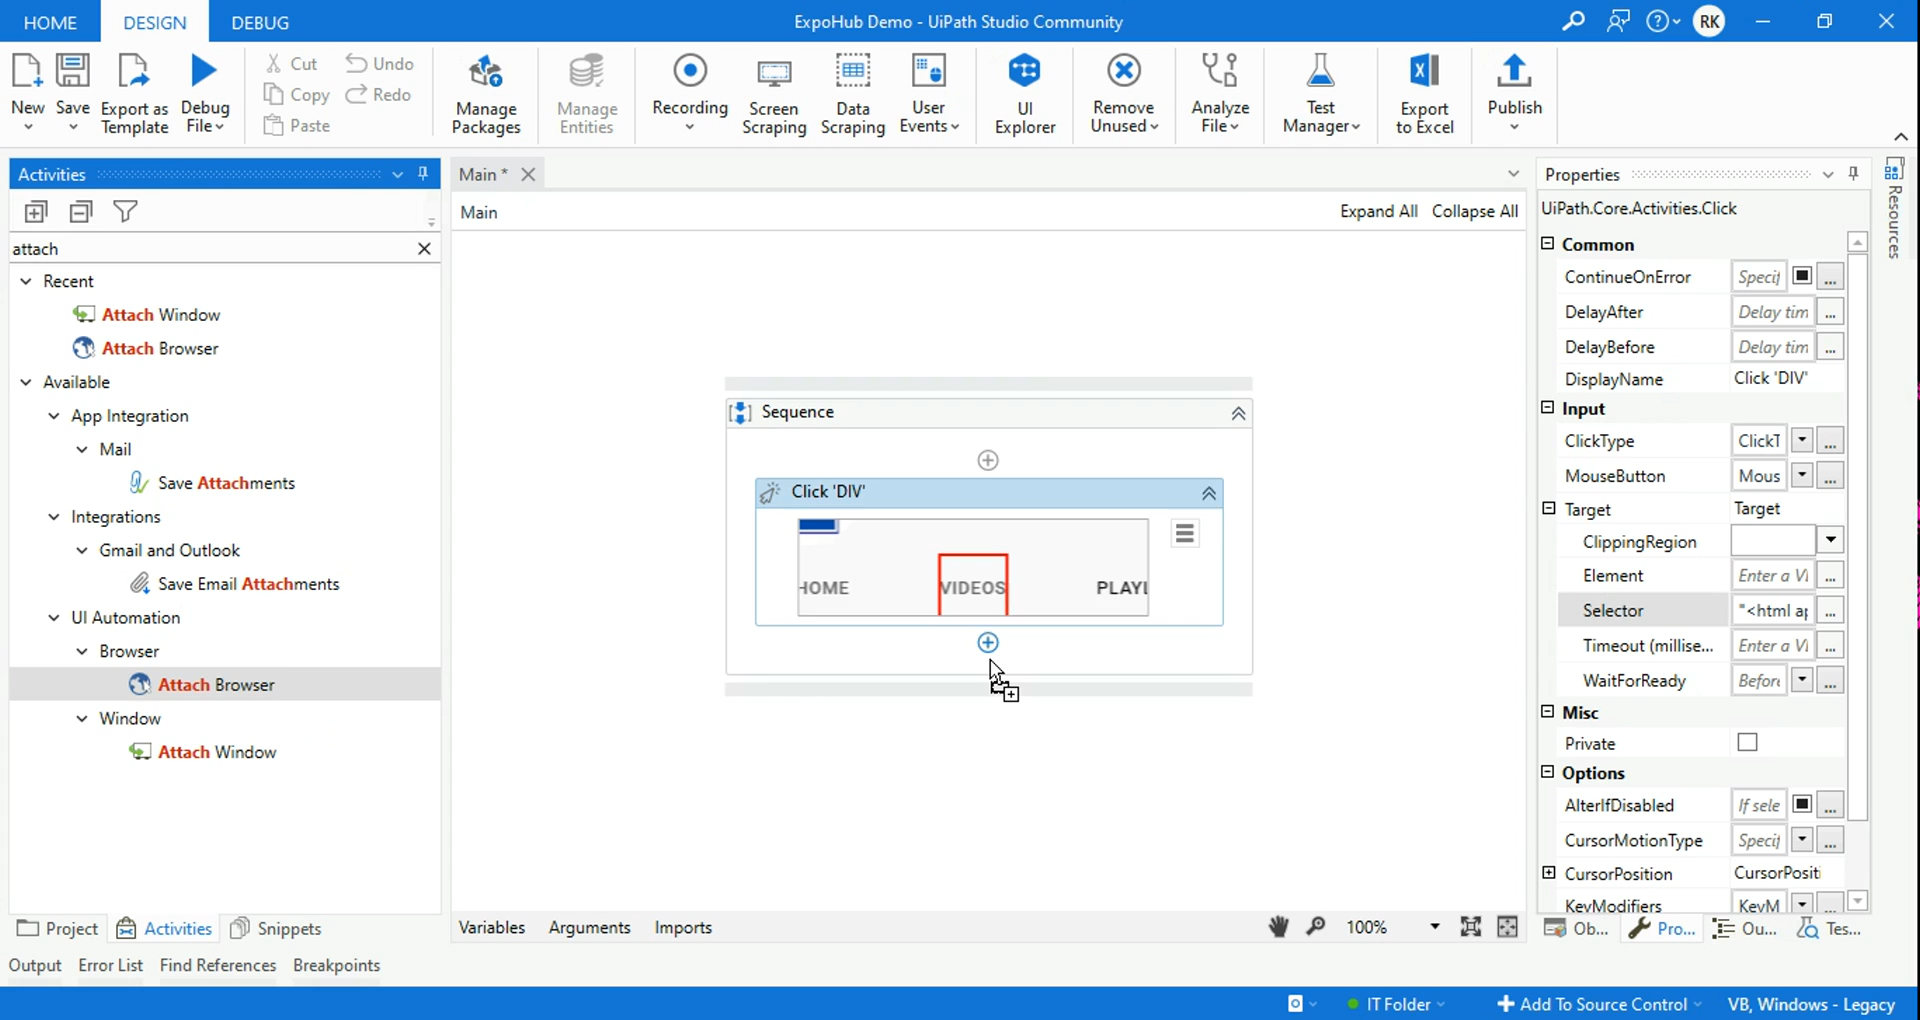 HOME DESIGN DEBUG ExpoHub Demo - UiPath Studio Community RK
New
Save
Export as Template
Debug File
Cut
Copy
Paste
Undo
Redo
Manage Packages
Manage Entities
Recording
Screen Scraping
Data Scraping
User Events
UI Explorer
Remove Unused
Analyze File
Test Manager
Export to Excel
Publish
Activities
attach
Recent
Attach Window
Attach Browser
Available
App Integration
Mail
Save Attachments
Integrations
Gmail and Outlook
Save Email Attachments
UI Automation
Browser
Attach Browser
Window
Attach Window
Project Activities Snippets
Main *
Main Expand All Collapse All
Sequence
Click 'DIV'
HOME VIDEOS PLAYL
Variables Arguments Imports 100%
Properties
UiPath.Core.Activities.Click
Common
ContinueOnError Specif ...
DelayAfter Delay tim ...
DelayBefore Delay tim ...
DisplayName Click 'DIV'
Input
ClickType ClickT ...
MouseButton Mous ...
Target Target
ClippingRegion
Element Enter a VI ...
Selector "<html ap ...
Timeout (millise... Enter a VI ...
WaitForReady Before ...
Misc
Private
Options
AlterIfDisabled If sele ...
CursorMotionType Specif ...
CursorPosition CursorPositi
KeyModifiers KeyM ...
Ob... Pro... Ou... Tes...
Resources
Output Error List Find References Breakpoints
IT Folder Add To Source Control VB, Windows - Legacy